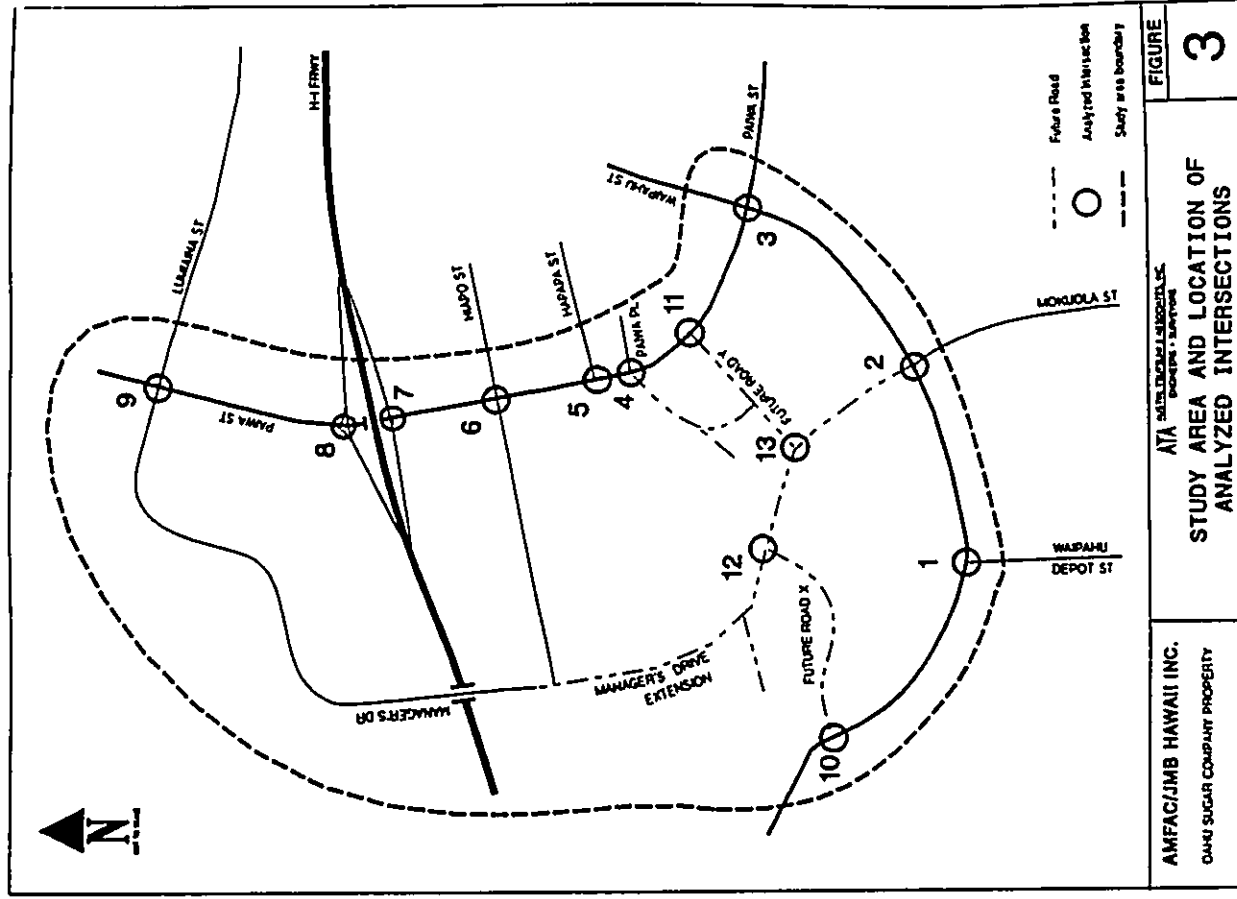 N
LUMIAINA ST
H-I FRWY
9
PAIWA ST
8
7
HAPO ST
6
HAPAPA ST
5
PAIWA PL
4
11
WAIPAHU ST
PAIWA ST
3
FUTURE ROAD Y
MANAGER'S DR
MANAGER'S DRIVE
EXTENSION
13
12
FUTURE ROAD X
2
MOKUOLA ST
10
1
WAIPAHU
DEPOT ST
Future Road
Analyzed Intersection
Study area boundary
AMFAC/JMB HAWAII INC.
OAHU SUGAR COMPANY PROPERTY
ATA
STUDY AREA AND LOCATION OF
ANALYZED INTERSECTIONS
FIGURE
3